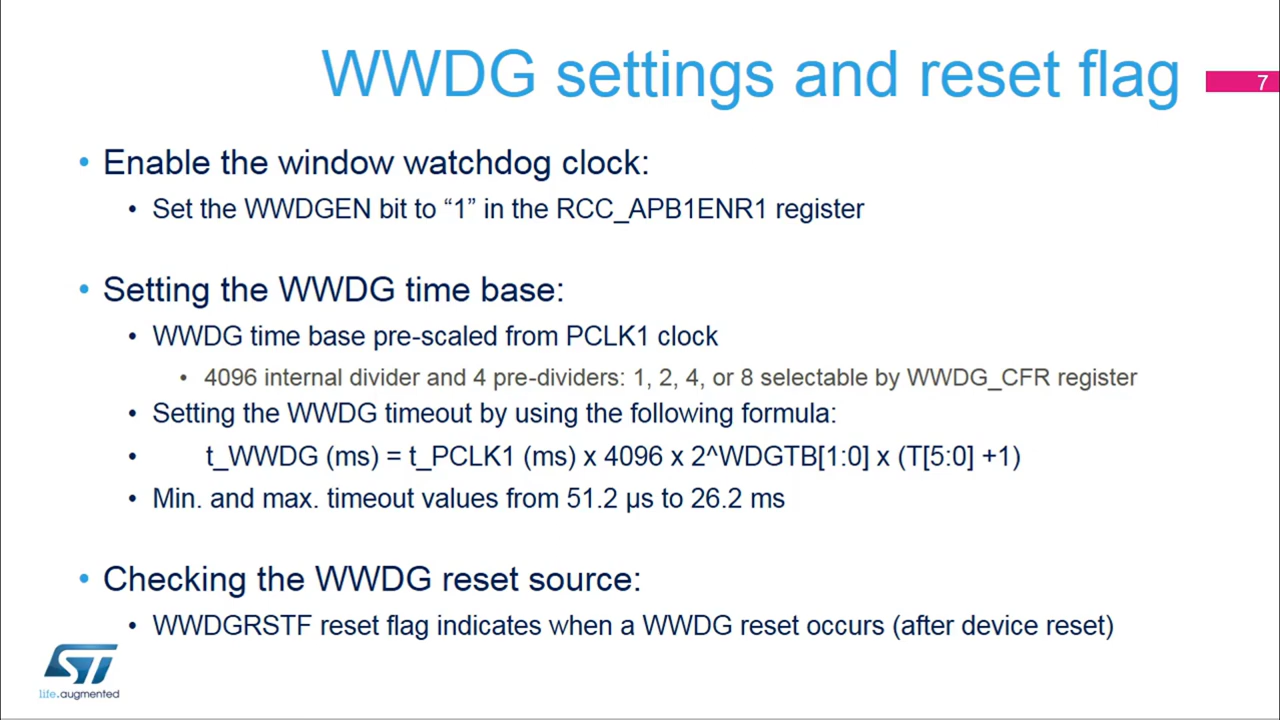 WWDG settings and reset flag
7
• Enable the window watchdog clock:
• Set the WWDGEN bit to “1” in the RCC_APB1ENR1 register
• Setting the WWDG time base:
• WWDG time base pre-scaled from PCLK1 clock
• 4096 internal divider and 4 pre-dividers: 1, 2, 4, or 8 selectable by WWDG_CFR register
• Setting the WWDG timeout by using the following formula:
• t_WWDG (ms) = t_PCLK1 (ms) x 4096 x 2^WDGTB[1:0] x (T[5:0] +1)
• Min. and max. timeout values from 51.2 µs to 26.2 ms
• Checking the WWDG reset source:
• WWDGRSTF reset flag indicates when a WWDG reset occurs (after device reset)
ST
life.augmented